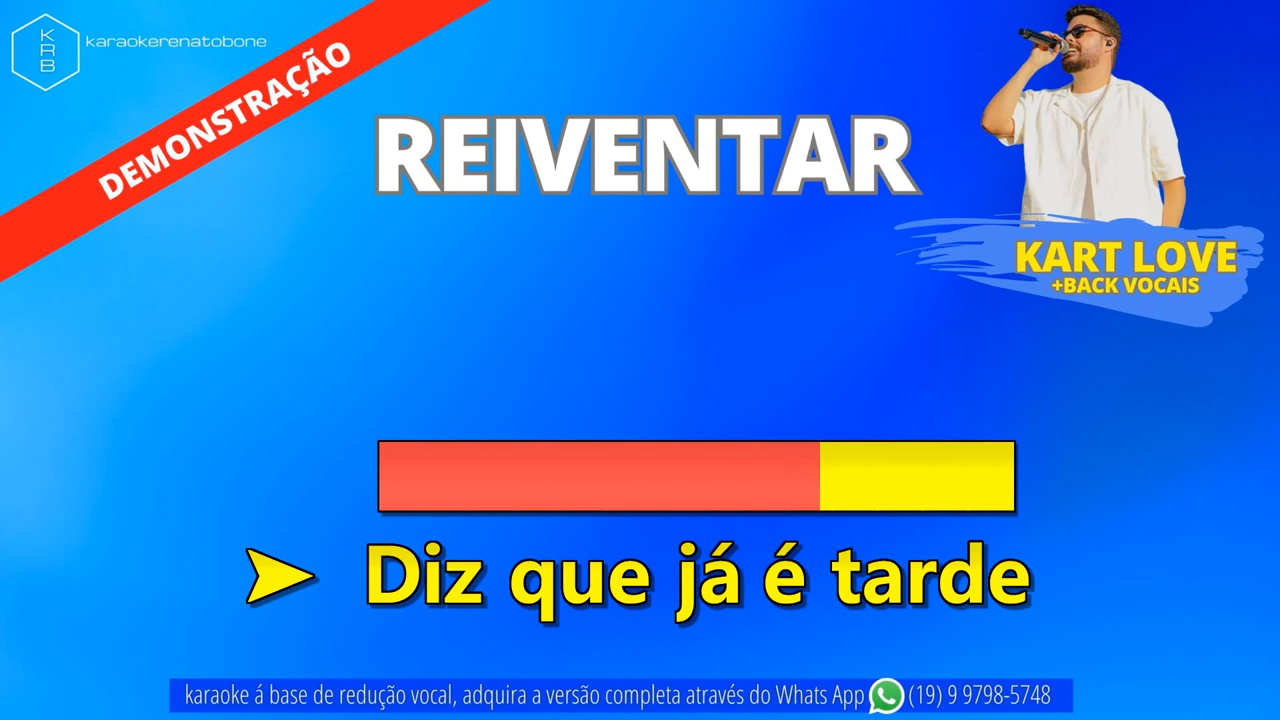 KRB
karaokerenatobone
DEMONSTRAÇÃO
REIVENTAR
KART LOVE
+BACK VOCAIS
Diz que já é tarde
karaoke á base de redução vocal, adquira a versão completa através do Whats App (19) 9 9798-5748